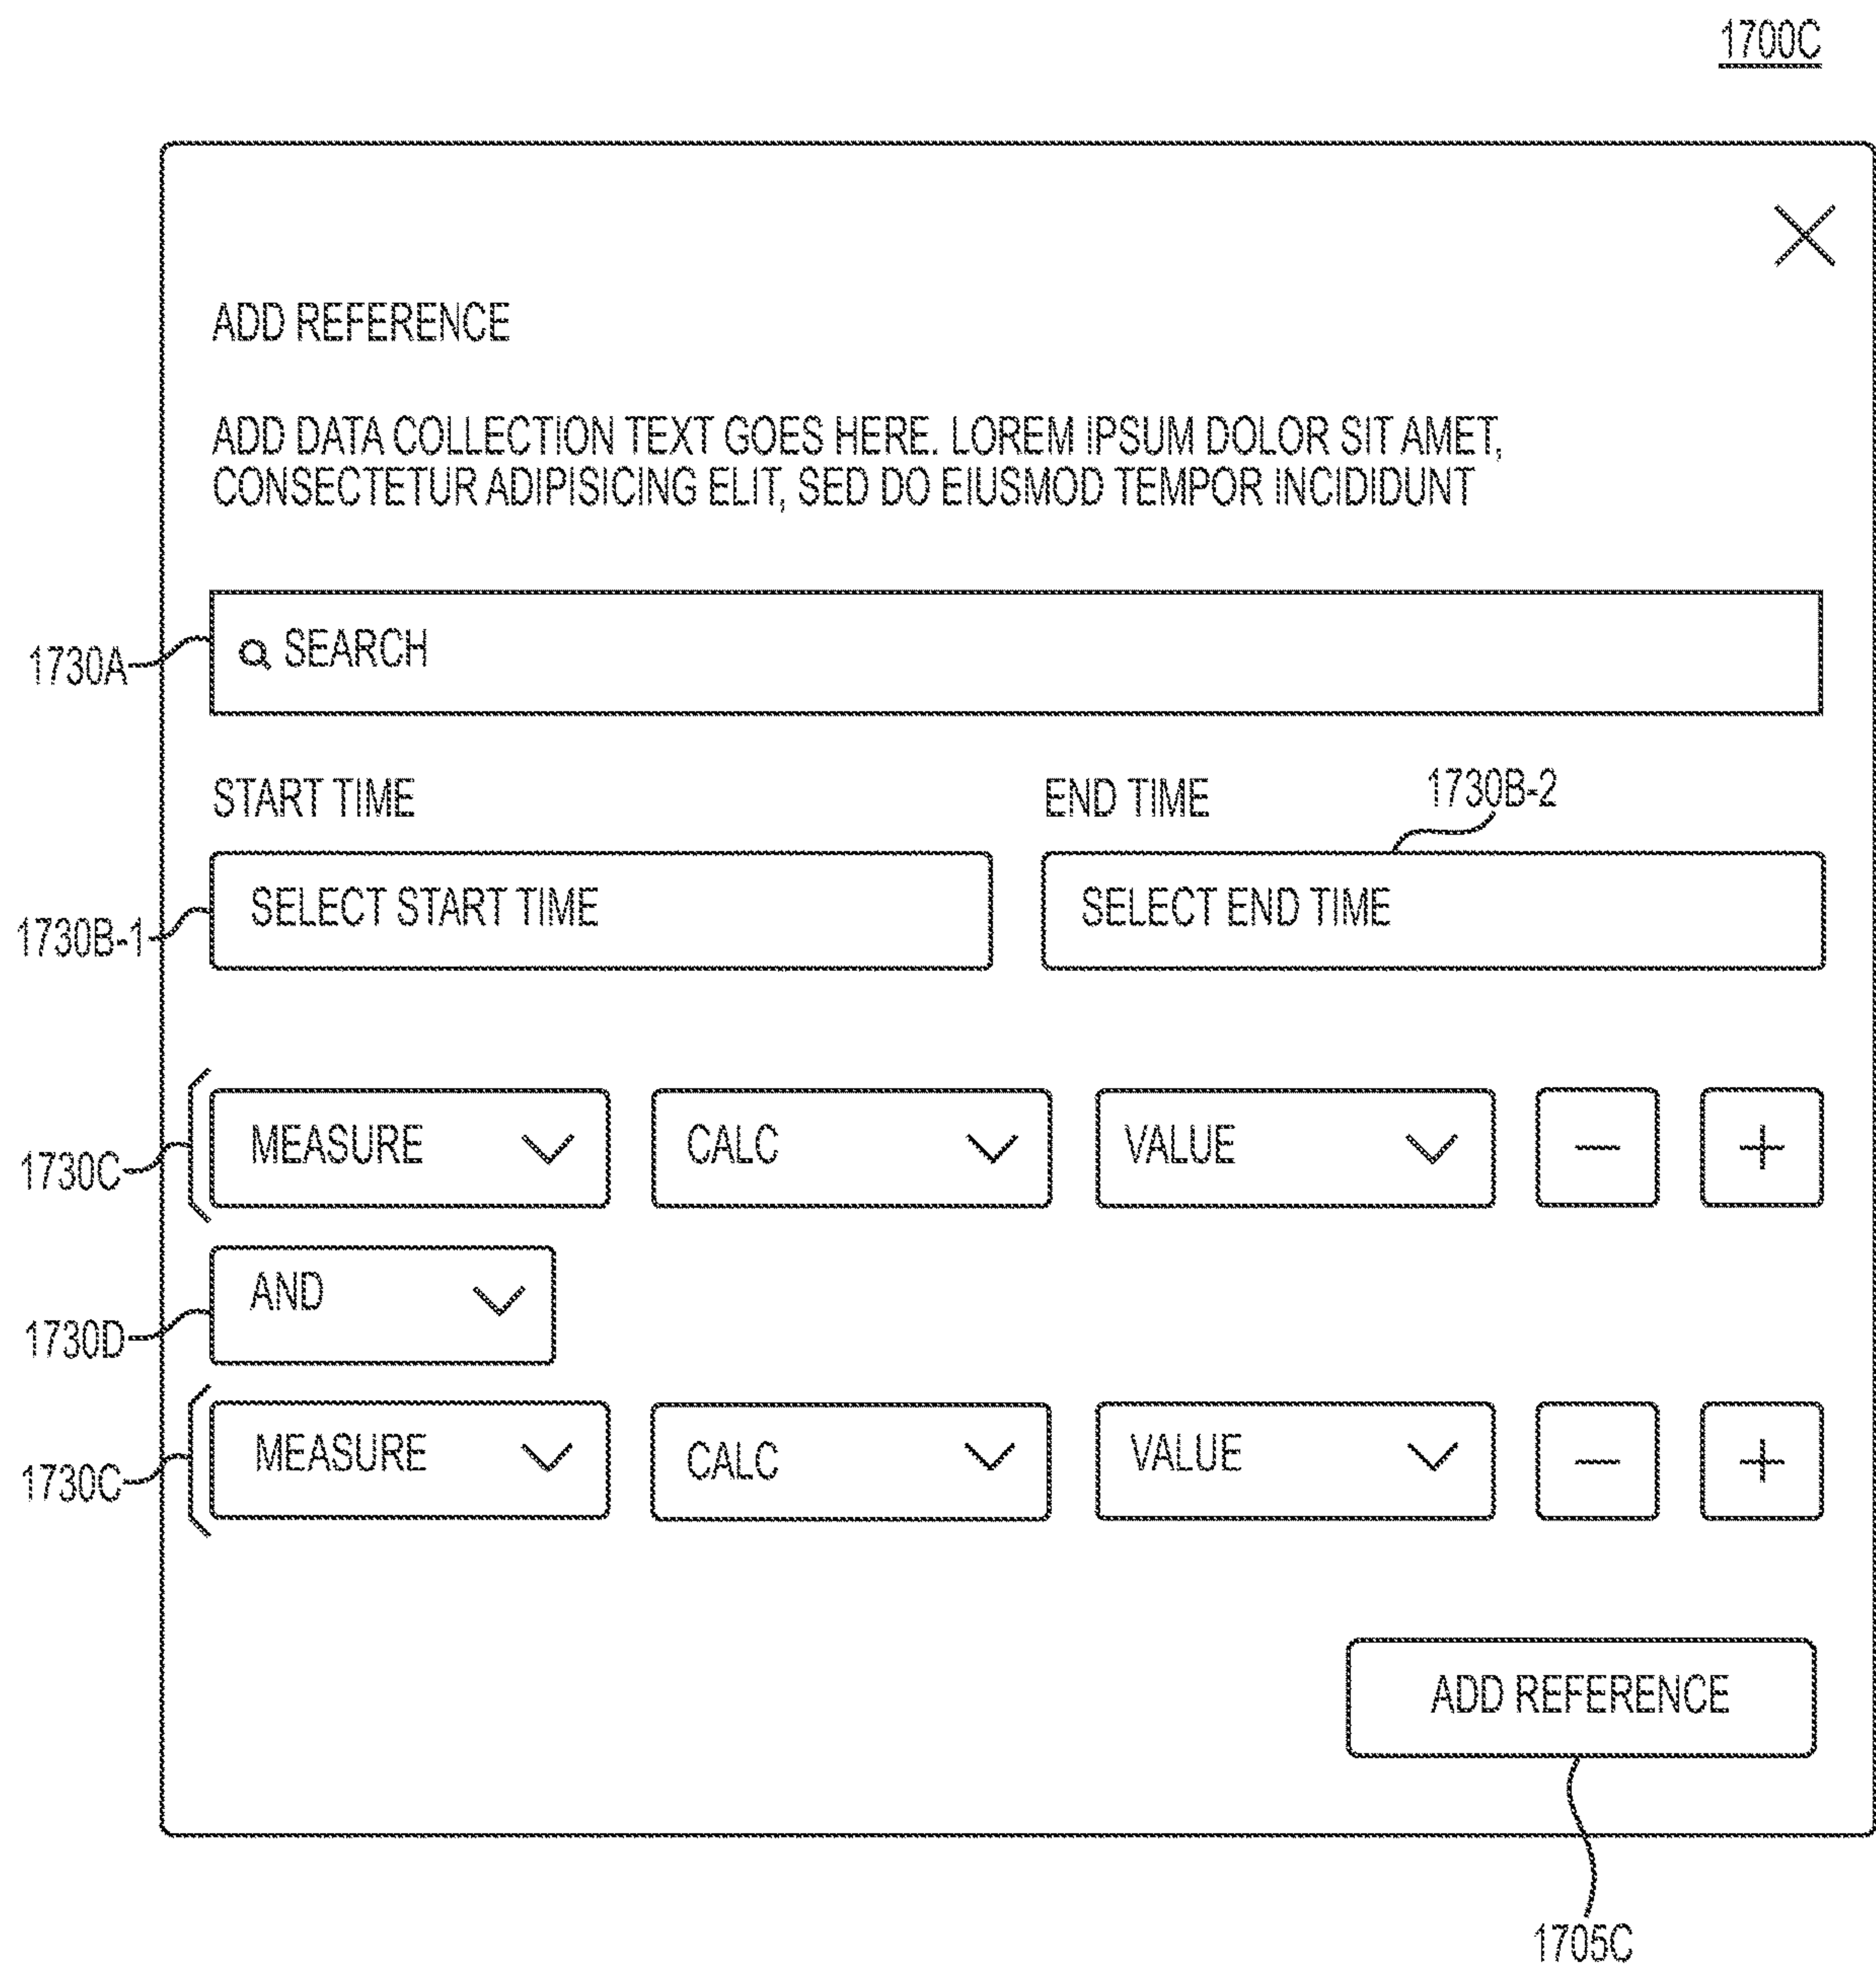 1700C
ADD REFERENCE
ADD DATA COLLECTION TEXT GOES HERE. LOREM IPSUM DOLOR SIT AMET,
CONSECTETUR ADIPISICING ELIT, SED DO EIUSMOD TEMPOR INCIDIDUNT
1730A
SEARCH
START TIME
END TIME
1730B-2
1730B-1
SELECT START TIME
SELECT END TIME
1730C
MEASURE
CALC
VALUE
−
+
1730D
AND
1730C
MEASURE
CALC
VALUE
−
+
ADD REFERENCE
1705C